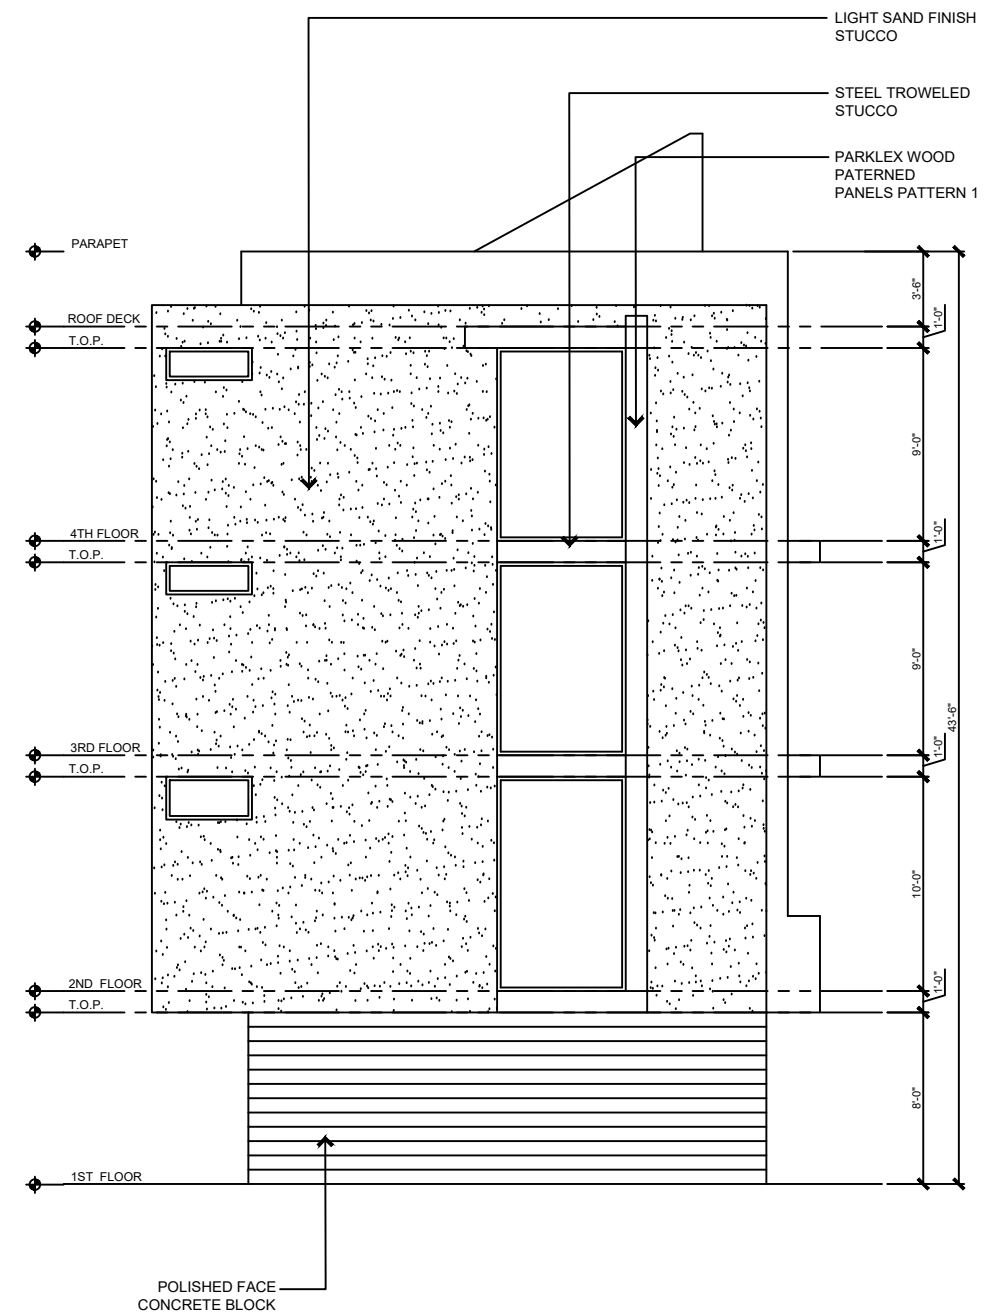 LIGHT SAND FINISH
STUCCO
STEEL TROWELED
STUCCO
PARKLEX WOOD
PATERNED
PANELS PATTERN 1
PARAPET
3'-6"
ROOF DECK
1'-0"
T.O.P.
9'-0"
4TH FLOOR
1'-0"
T.O.P.
9'-0"
43'-6"
3RD FLOOR
1'-0"
T.O.P.
10'-0"
2ND FLOOR
1'-0"
T.O.P.
8'-0"
1ST FLOOR
POLISHED FACE
CONCRETE BLOCK